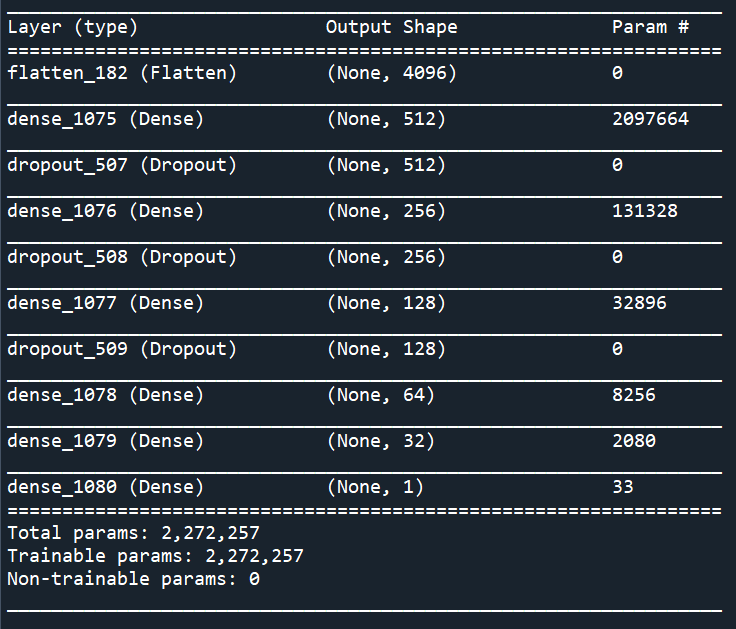 Layer (type) Output Shape Param #
=================================================================
flatten_182 (Flatten) (None, 4096) 0
_________________________________________________________________
dense_1075 (Dense) (None, 512) 2097664
_________________________________________________________________
dropout_507 (Dropout) (None, 512) 0
_________________________________________________________________
dense_1076 (Dense) (None, 256) 131328
_________________________________________________________________
dropout_508 (Dropout) (None, 256) 0
_________________________________________________________________
dense_1077 (Dense) (None, 128) 32896
_________________________________________________________________
dropout_509 (Dropout) (None, 128) 0
_________________________________________________________________
dense_1078 (Dense) (None, 64) 8256
_________________________________________________________________
dense_1079 (Dense) (None, 32) 2080
_________________________________________________________________
dense_1080 (Dense) (None, 1) 33
=================================================================
Total params: 2,272,257
Trainable params: 2,272,257
Non-trainable params: 0
_________________________________________________________________